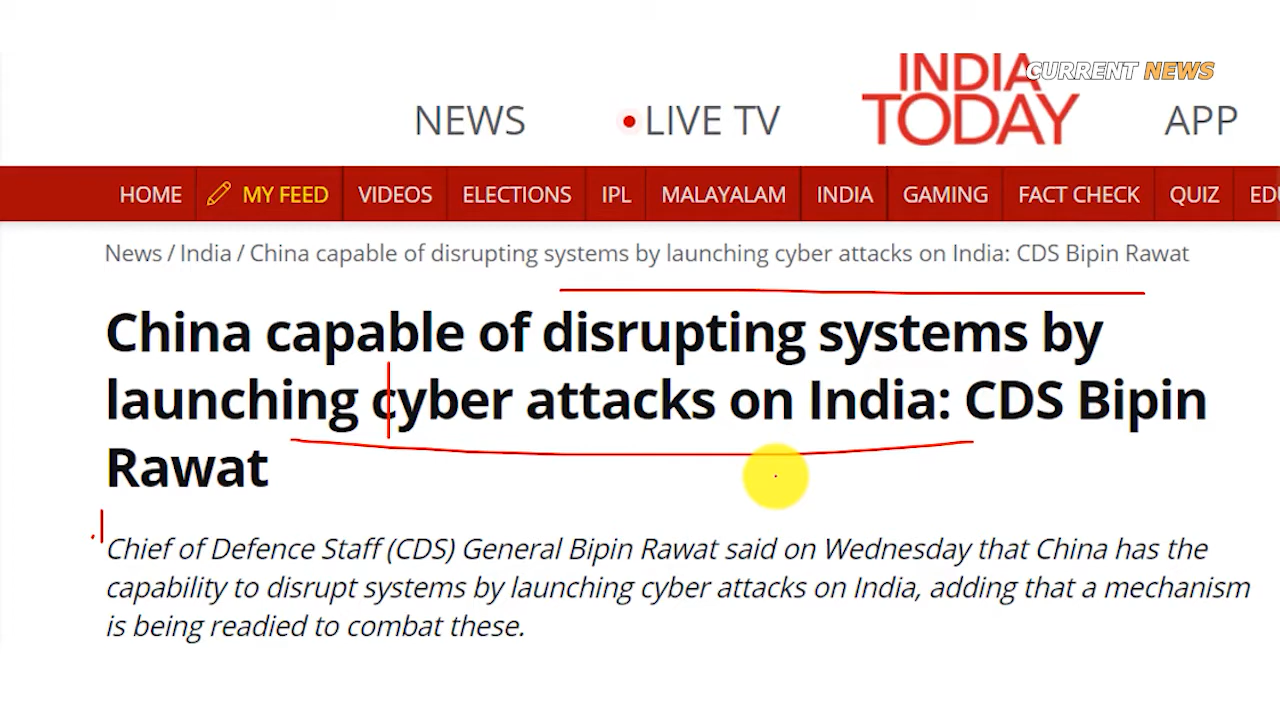 INDIA
CURRENT NEWS
NEWS
LIVE TV
TODAY
APP
HOME MY FEED VIDEOS ELECTIONS IPL MALAYALAM INDIA GAMING FACT CHECK QUIZ
News / India / China capable of disrupting systems by launching cyber attacks on India: CDS Bipin Rawat
China capable of disrupting systems by
launching cyber attacks on India: CDS Bipin
Rawat
Chief of Defence Staff (CDS) General Bipin Rawat said on Wednesday that China has the
capability to disrupt systems by launching cyber attacks on India, adding that a mechanism
is being readied to combat these.